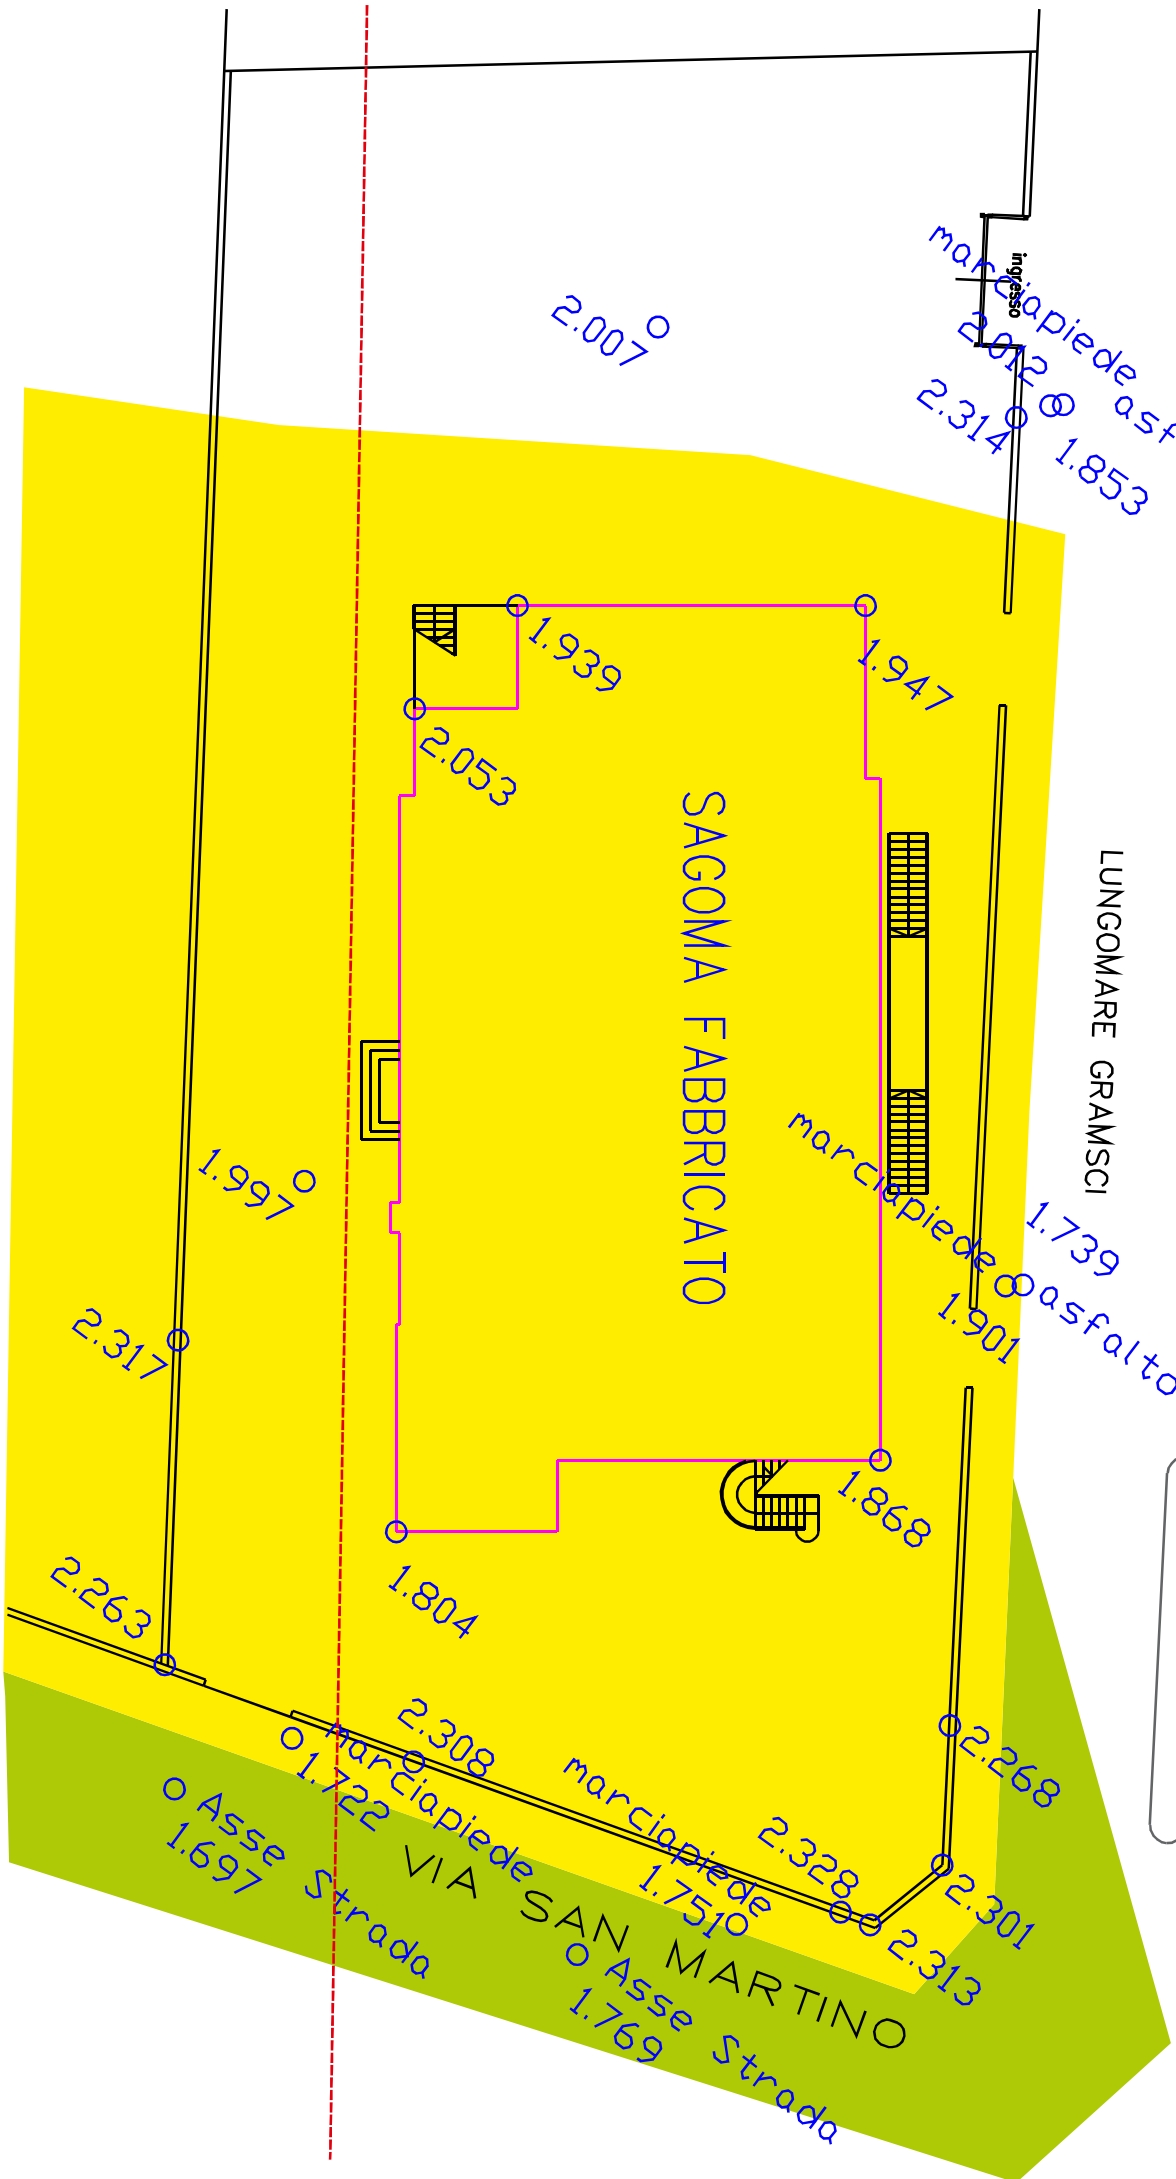 ingresso
marciapiede asf
2.007
2.012
2.314
1.853
1.939
1.947
2.053
SAGOMA FABBRICATO
LUNGOMARE GRAMSCI
marciapiede asfalto
1.997
1.739
1.901
2.317
1.868
1.804
2.263
2.308
marciapiede
1.722
2.268
marciapiede
1.751
2.328
2.301
2.313
Asse Strada
1.697
VIA SAN MARTINO
Asse Strada
1.769